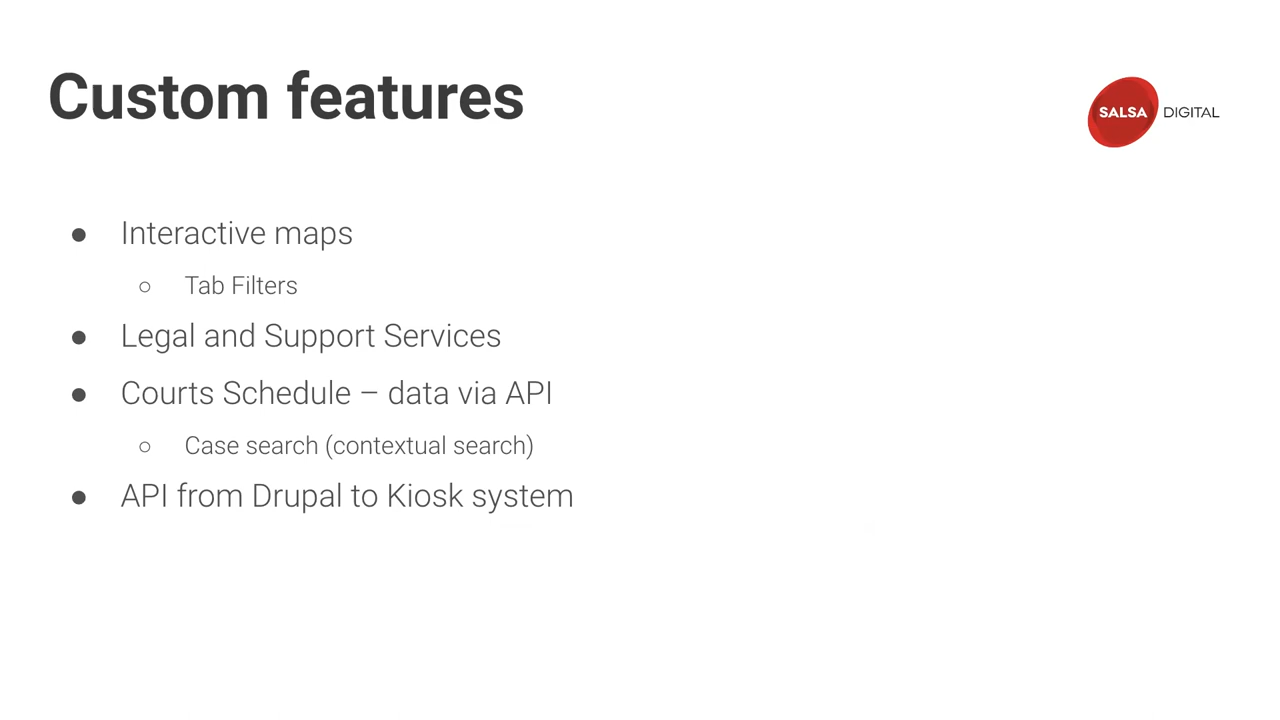 Custom features
SALSA DIGITAL
● Interactive maps
○ Tab Filters
● Legal and Support Services
● Courts Schedule – data via API
○ Case search (contextual search)
● API from Drupal to Kiosk system